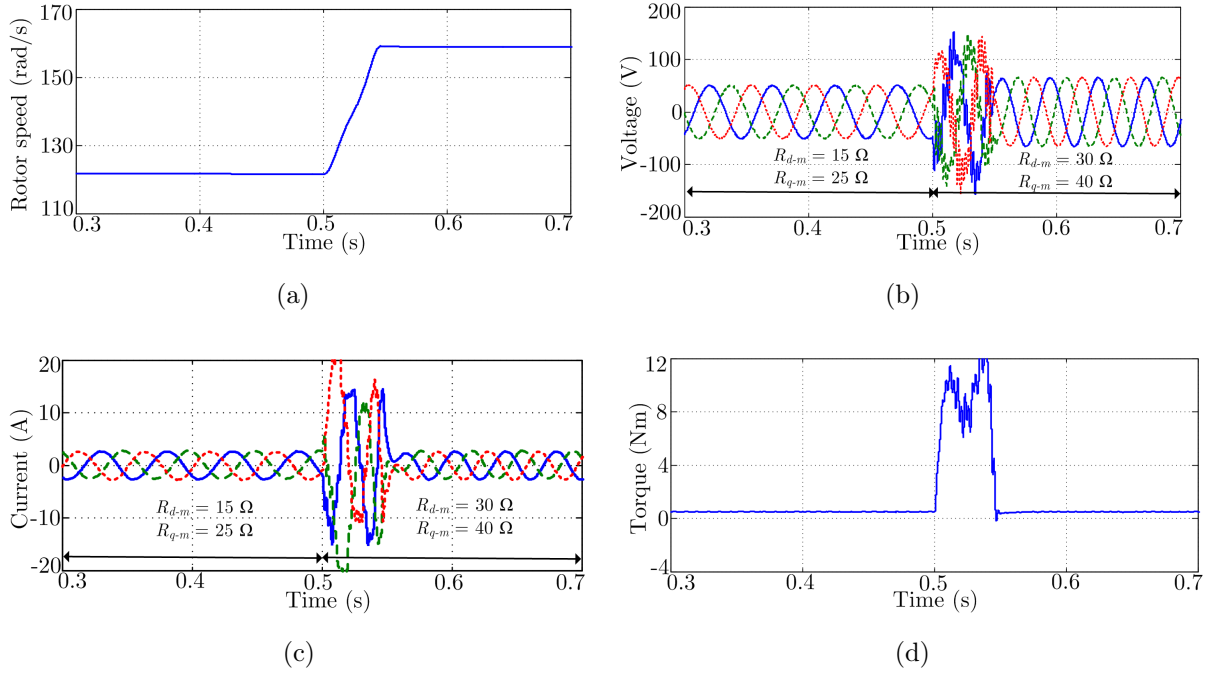 170
150
130
110
0.3
0.4
0.5
0.6
0.7
Rotor speed (rad/s)
Time (s)
(a)
200
100
0
-100
-200
0.3
0.4
0.5
0.6
0.7
Voltage (V)
R_{d-m} = 15 Ω
R_{q-m} = 25 Ω
R_{d-m} = 30 Ω
R_{q-m} = 40 Ω
Time (s)
(b)
20
10
0
-10
-20
0.3
0.4
0.5
0.6
0.7
Current (A)
R_{d-m} = 15 Ω
R_{q-m} = 25 Ω
R_{d-m} = 30 Ω
R_{q-m} = 40 Ω
Time (s)
(c)
12
8
4
0
-4
0.3
0.4
0.5
0.6
0.7
Torque (Nm)
Time (s)
(d)